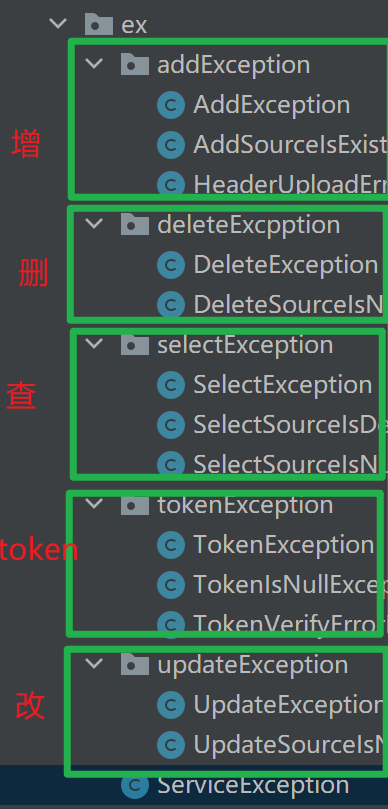 ex
addException
AddException
增
AddSourceIsExist
HeaderUploadErr
deleteExcpption
删
DeleteException
DeleteSourceIsN
selectException
查
SelectException
SelectSourceIsDe
SelectSourceIsNu
tokenException
token
TokenException
TokenIsNullExcep
TokenVerifyError
updateException
改
UpdateException
UpdateSourceIsN
ServiceException